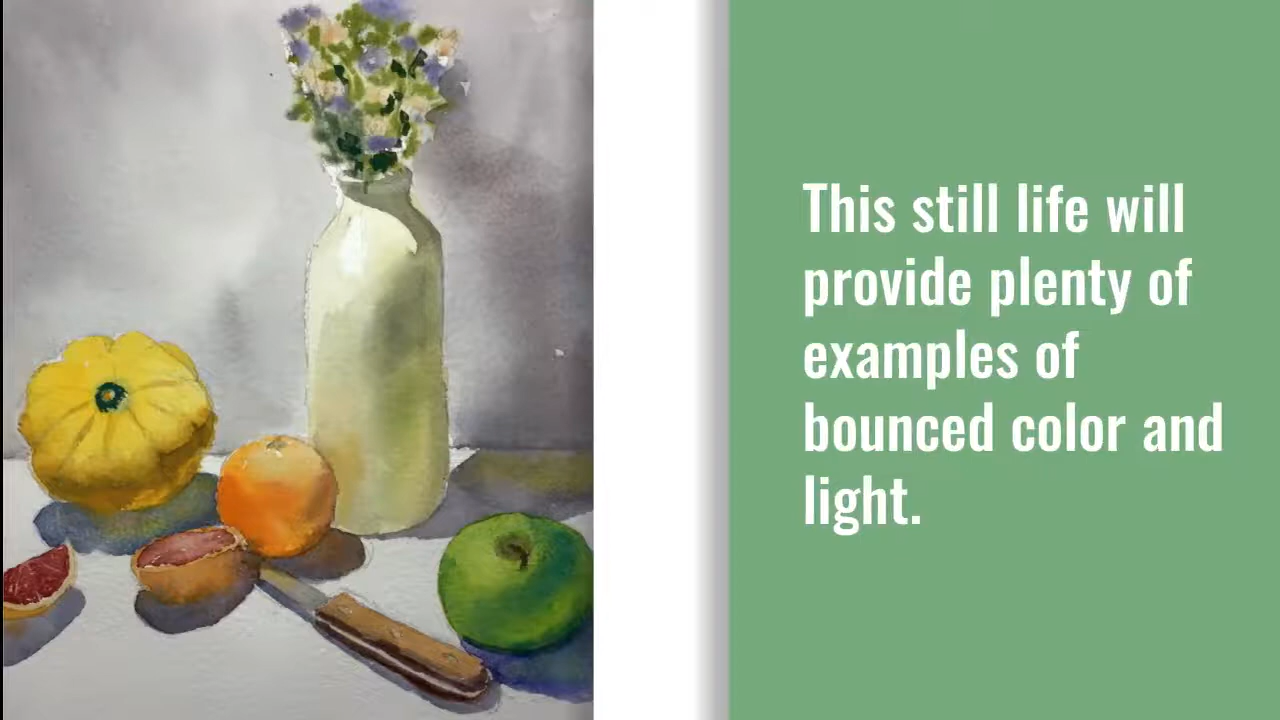 This still life will
provide plenty of
examples of
bounced color and
light.